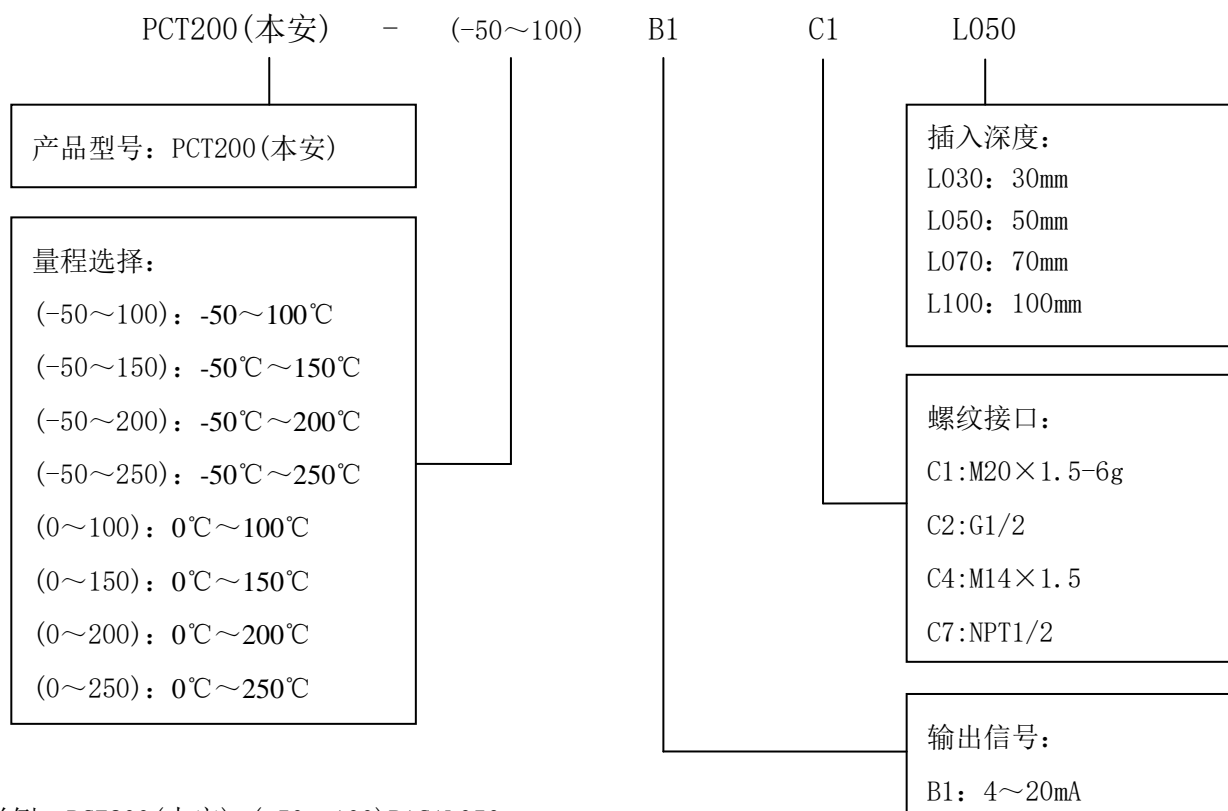 PCT200(本安) - (-50～100) B1 C1 L050
产品型号：PCT200(本安)
量程选择：
(-50～100)：-50～100℃
(-50～150)：-50℃～150℃
(-50～200)：-50℃～200℃
(-50～250)：-50℃～250℃
(0～100)：0℃～100℃
(0～150)：0℃～150℃
(0～200)：0℃～200℃
(0～250)：0℃～250℃
插入深度：
L030：30mm
L050：50mm
L070：70mm
L100：100mm
螺纹接口：
C1:M20×1.5-6g
C2:G1/2
C4:M14×1.5
C7:NPT1/2
输出信号：
B1：4～20mA